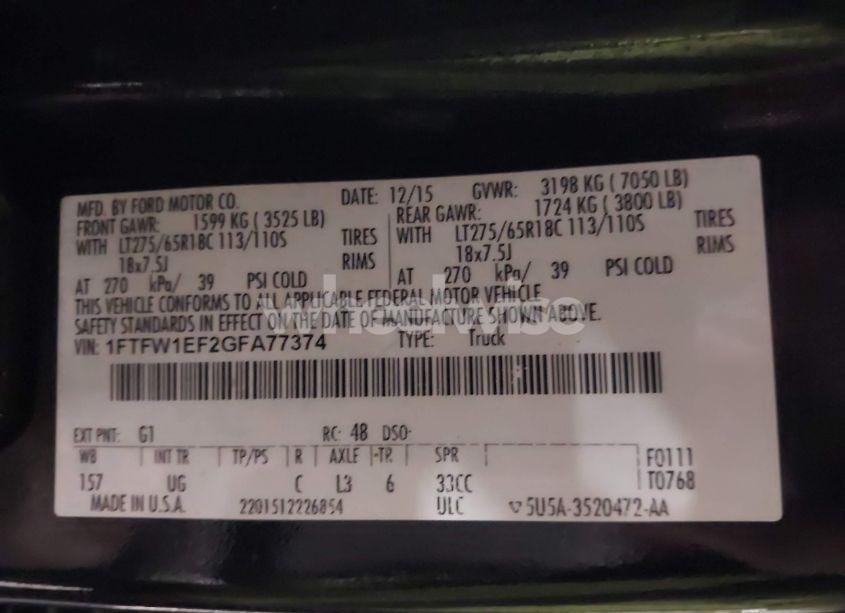 MFD. BY FORD MOTOR CO. DATE: 12/15 GVWR: 3198 KG ( 7050 LB)
FRONT GAWR: 1599 KG ( 3525 LB) REAR GAWR: 1724 KG ( 3800 LB)
WITH LT275/65R18C 113/110S TIRES WITH LT275/65R18C 113/110S TIRES
18x7.5J RIMS 18x7.5J RIMS
AT 270 kPa/ 39 PSI COLD AT 270 kPa/ 39 PSI COLD
THIS VEHICLE CONFORMS TO ALL APPLICABLE FEDERAL MOTOR VEHICLE
SAFETY STANDARDS IN EFFECT ON THE DATE OF MANUFACTURE SHOWN ABOVE.
VIN: 1FTFW1EF2GFA77374 TYPE: Truck
EXT PNT: G1 RC: 48 DSO:
WB INT TR TP/PS R AXLE TR SPR F0111
157 UG C L3 6 33CC T0768
MADE IN U.S.A. 2201512226854 ULC 5U5A-3520472-AA